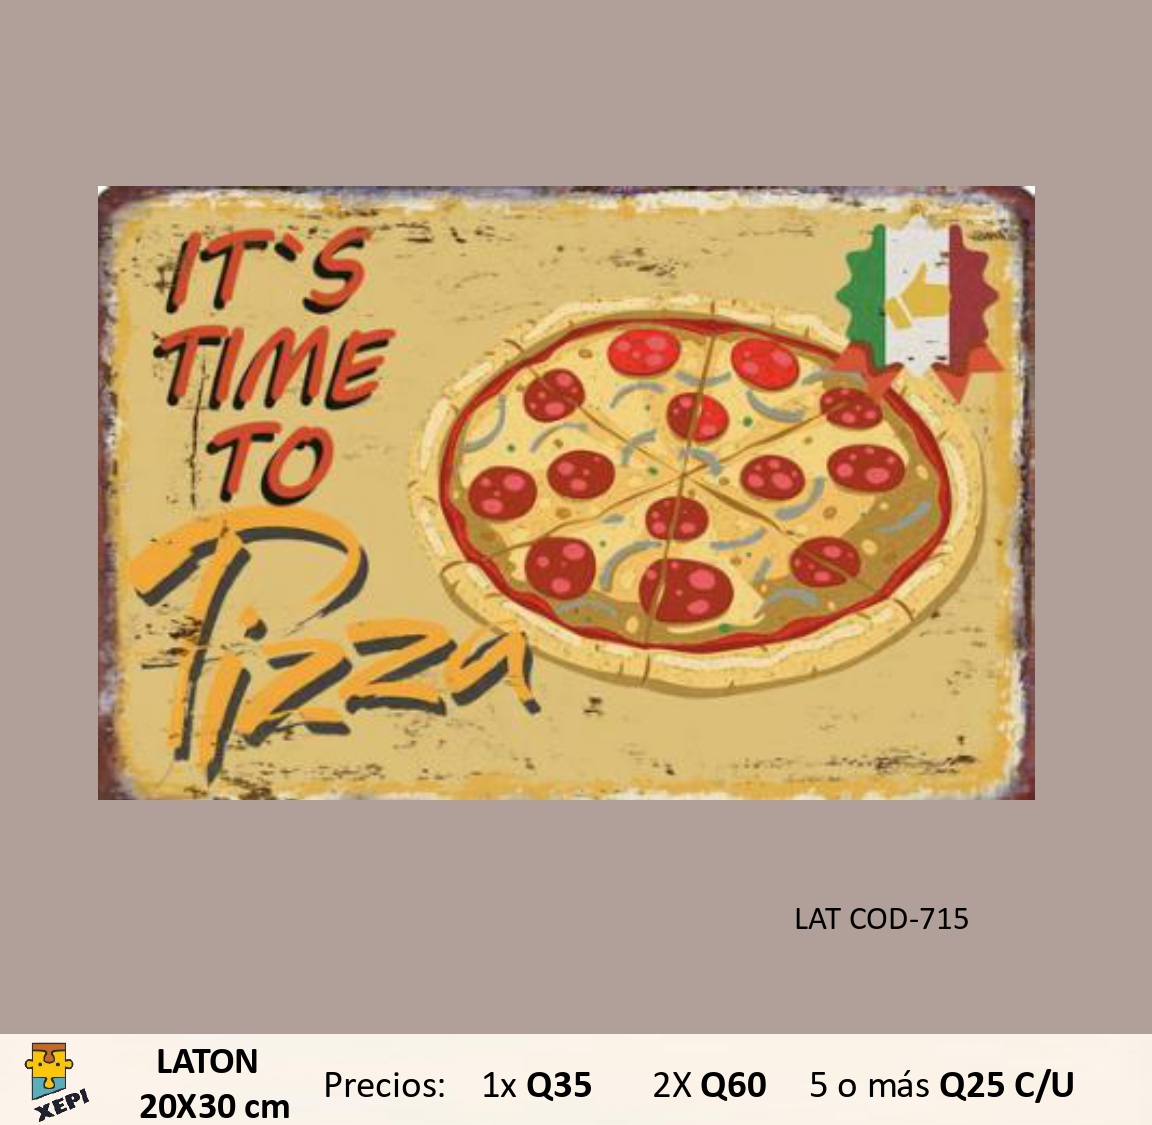 IT`S
TIME
TO
Pizza
LAT COD-715
XEPI
LATON
20X30 cm
Precios: 1x Q35 2X Q60 5 o más Q25 C/U